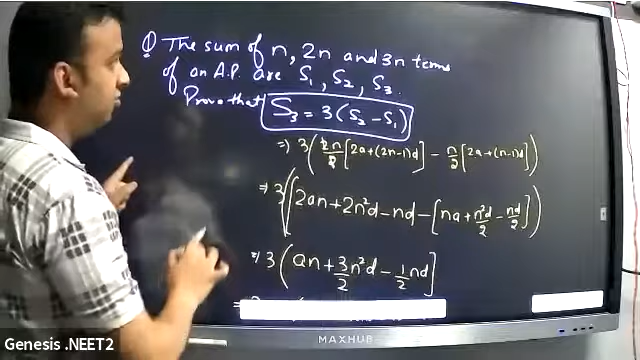 Q The sum of n, 2n and 3n terms
of an A.P. are S₁, S₂, S₃.
Prove that S₃ = 3(S₂ - S₁)
⇒ 3(2n/2[2a+(2n-1)d] - n/2[2a+(n-1)d])
⇒ 3(2an+2n²d-nd-[na+n²d/2-nd/2])
⇒ 3(an+3/2n²d-1/2nd]
MAXHUB
Genesis .NEET2